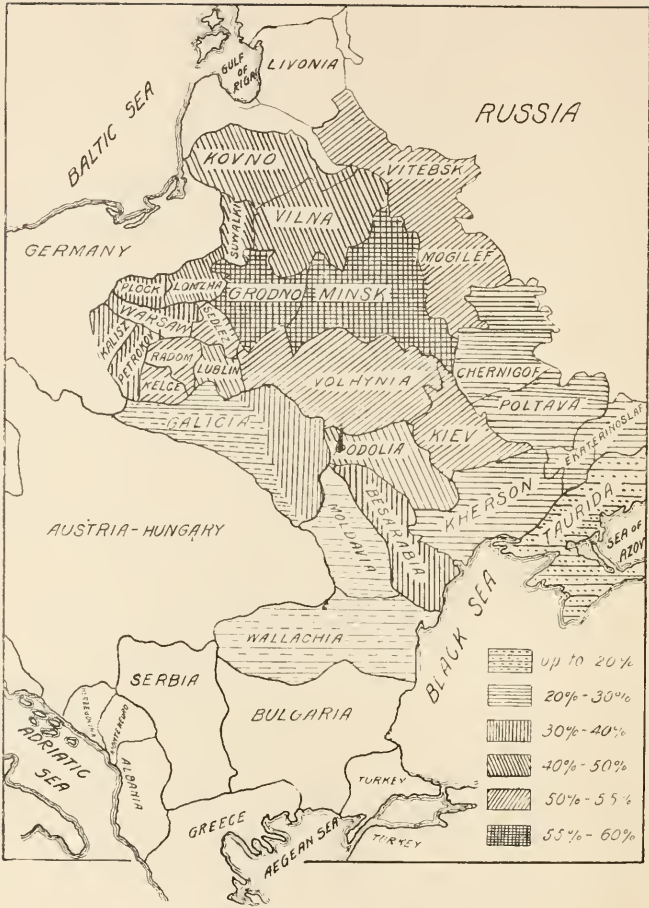 LIVONIA
GULF OF RIGA
BALTIC SEA
RUSSIA
KOVNO
VITEBSK
VILNA
SUWALKI
GERMANY
MOGILEF
PLOCK
LOMZHA
GRODNO
MINSK
WARSAW
SEDLEZ
KALISZ
PETROKOV
RADOM
LUBLIN
KELCE
CHERNIGOF
VOLHYNIA
POLTAVA
GALICIA
KIEV
EKATERINOSLAF
PODOLIA
KHERSON
TAURIDA
BESARABIA
MOLDAVIA
SEA OF AZOV
AUSTRIA-HUNGARY
BLACK SEA
WALLACHIA
up to 20%
SERBIA
20%-30%
BULGARIA
30%-40%
ADRIATIC SEA
MONTENEGRO
ALBANIA
40%-50%
TURKEY
50%-55%
GREECE
AEGEAN SEA
TURKEY
55%-60%